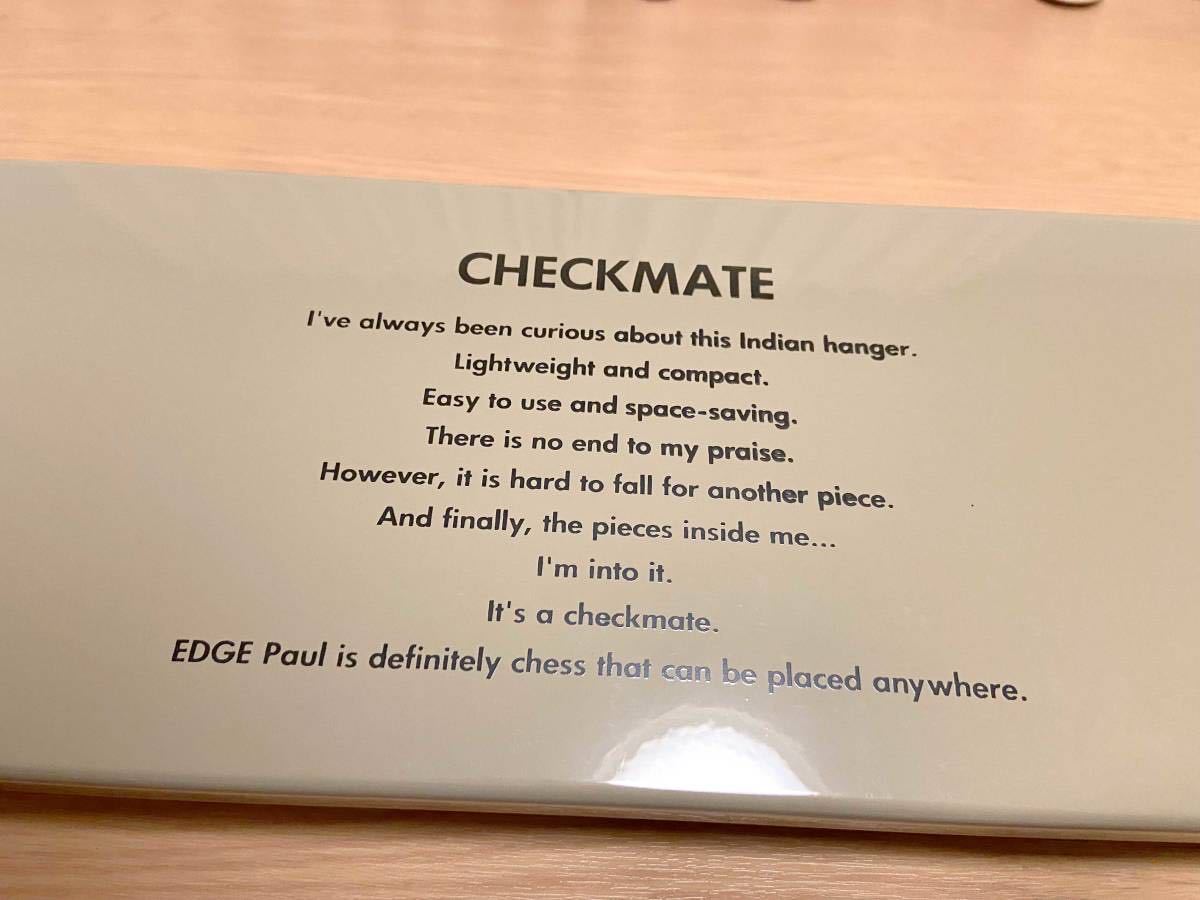 CHECKMATE
I've always been curious about this Indian hanger.
Lightweight and compact.
Easy to use and space-saving.
There is no end to my praise.
However, it is hard to fall for another piece.
And finally, the pieces inside me...
I'm into it.
It's a checkmate.
EDGE Paul is definitely chess that can be placed anywhere.